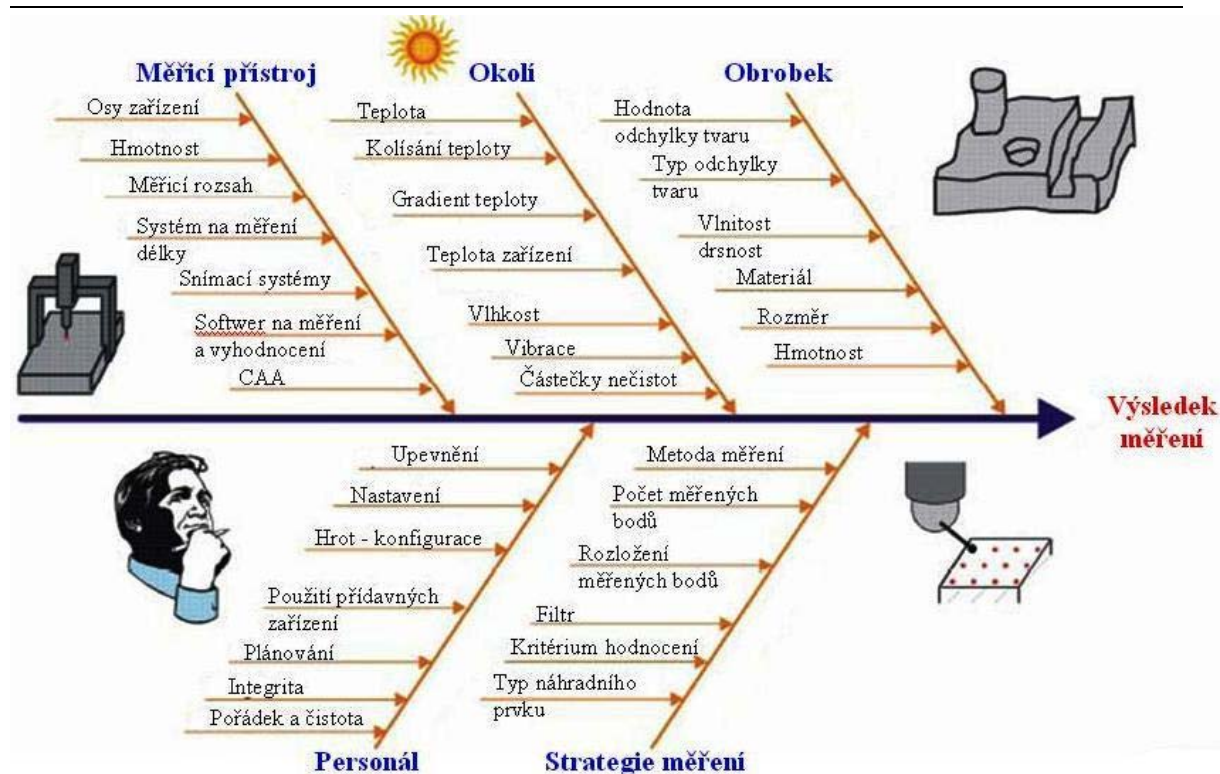 Měřicí přístroj
Osy zařízení
Hmotnost
Měřicí rozsah
Systém na měření
délky
Snímací systémy
Softwer na měření
a vyhodnocení
CAA
Okolí
Teplota
Kolísání teploty
Gradient teploty
Teplota zařízení
Vlhkost
Vibrace
Částečky nečistot
Obrobek
Hodnota
odchylky tvaru
Typ odchylky
tvaru
Vlnitost
drsnost
Materiál
Rozměr
Hmotnost
Výsledek
měření
Upevnění
Nastavení
Hrot - konfigurace
Použití přídavných
zařízení
Plánování
Integrita
Pořádek a čistota
Personál
Metoda měření
Počet měřených
bodů
Rozložení
měřených bodů
Filtr
Kritérium hodnocení
Typ náhradního
prvku
Strategie měření